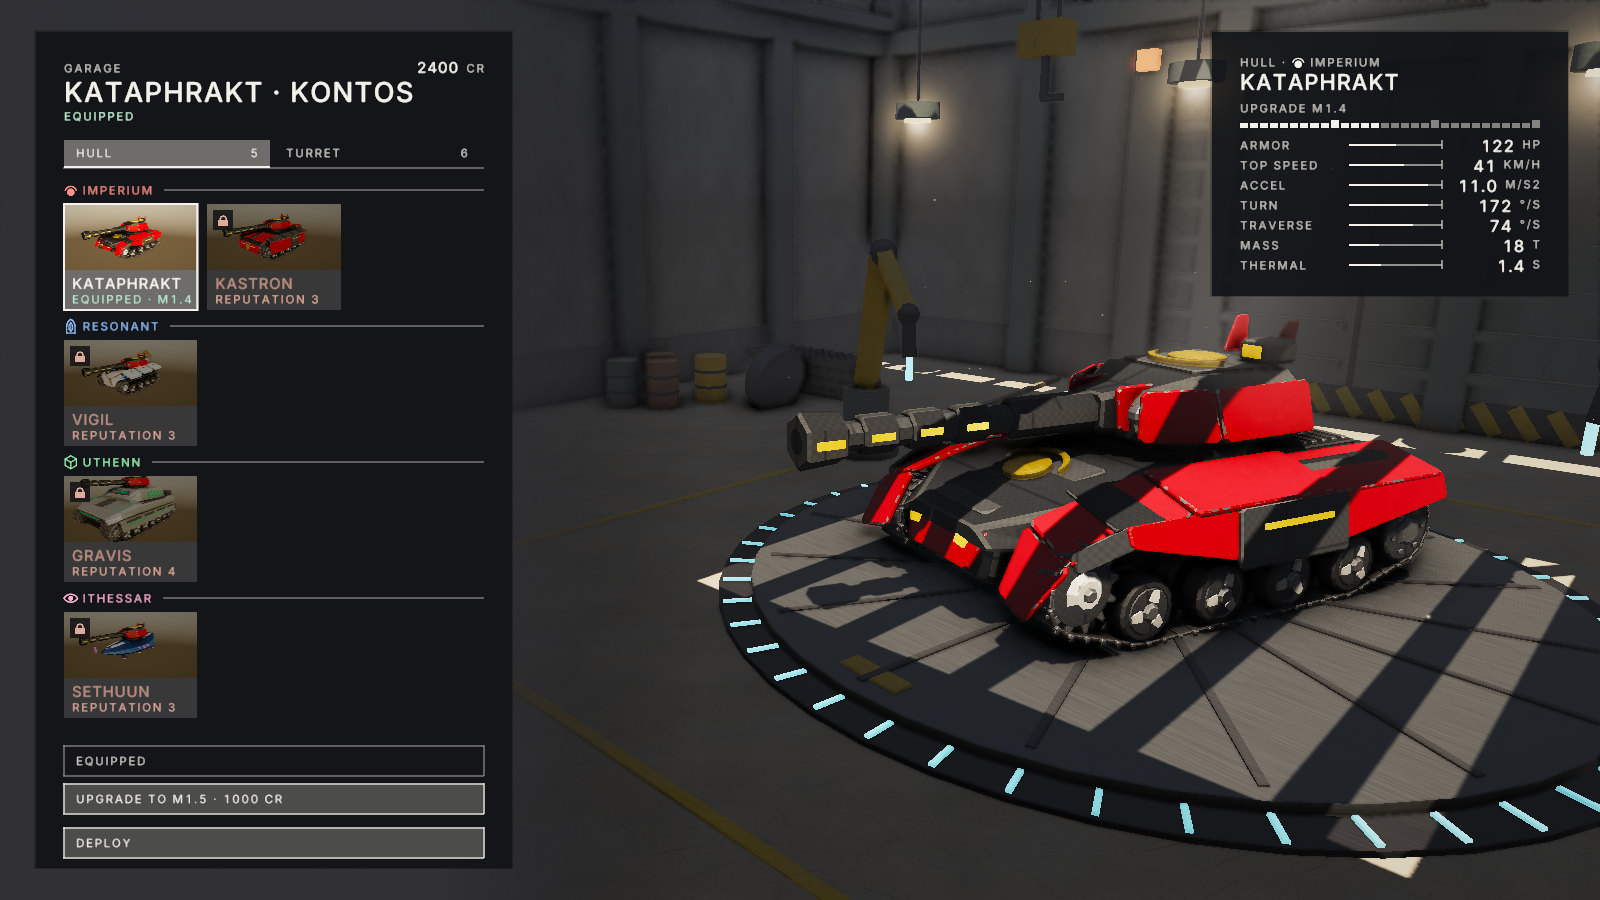 GARAGE 2400 CR
KATAPHRAKT · KONTOS
EQUIPPED
HULL 5 TURRET 6
IMPERIUM
KATAPHRAKT
EQUIPPED · M1.4
KASTRON
REPUTATION 3
RESONANT
VIGIL
REPUTATION 3
UTHENN
GRAVIS
REPUTATION 4
ITHESSAR
SETHUUN
REPUTATION 3
EQUIPPED
UPGRADE TO M1.5 · 1000 CR
DEPLOY
HULL · IMPERIUM
KATAPHRAKT
UPGRADE M1.4
ARMOR 122 HP
TOP SPEED 41 KM/H
ACCEL 11.0 M/S2
TURN 172 °/S
TRAVERSE 74 °/S
MASS 18 T
THERMAL 1.4 S